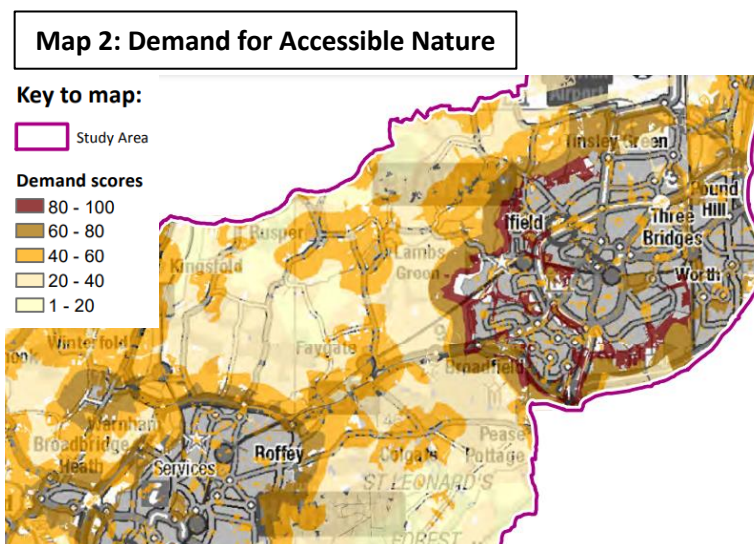 Map 2: Demand for Accessible Nature
Key to map:
Study Area
Demand scores
80 - 100
60 - 80
40 - 60
20 - 40
1 - 20
Airport
Tinsley Green
Pound
Hill
Three
Bridges
Worth
ifield
Rusper
Lambs
Green
Kingsfold
Winterfold
Faygate
Broadfield
Warnham
Broadbridge
Heath
Services
Roffey
Colgate
Pease
Pottage
ST LEONARD'S
FOREST